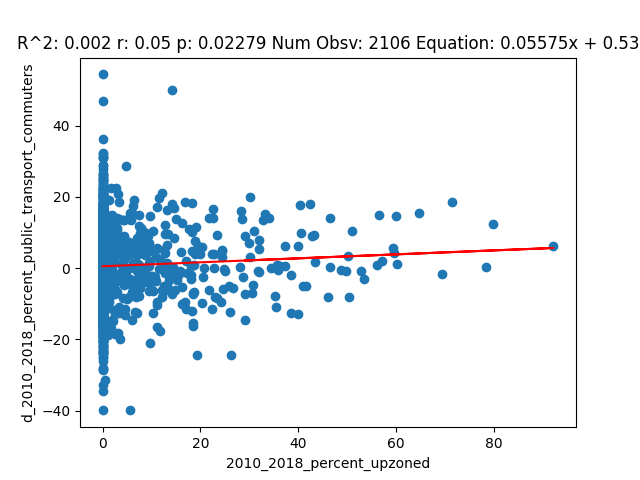 R^2: 0.002 r: 0.05 p: 0.02279 Num Obsv: 2106 Equation: 0.05575x + 0.53
d_2010_2018_percent_public_transport_commuters
40
20
0
−20
−40
0 20 40 60 80
2010_2018_percent_upzoned